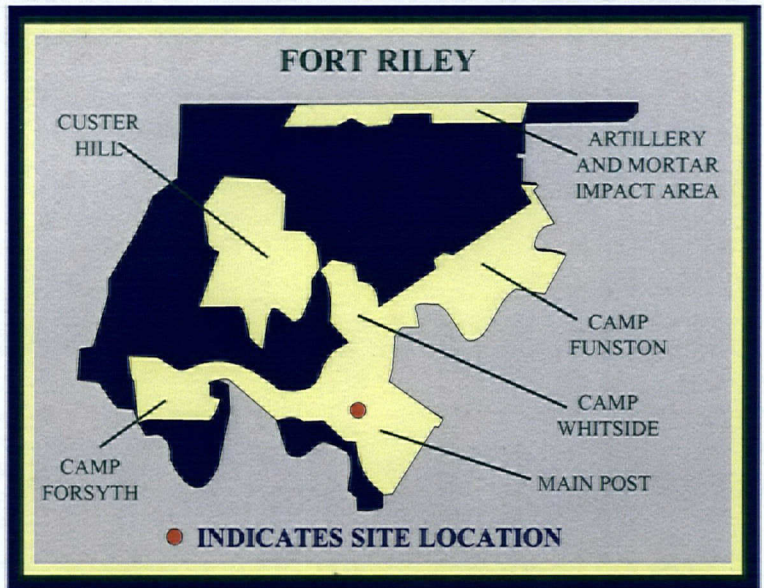 FORT RILEY
CUSTER
HILL
ARTILLERY
AND MORTAR
IMPACT AREA
CAMP
FUNSTON
CAMP
WHITSIDE
CAMP
FORSYTH
MAIN POST
INDICATES SITE LOCATION